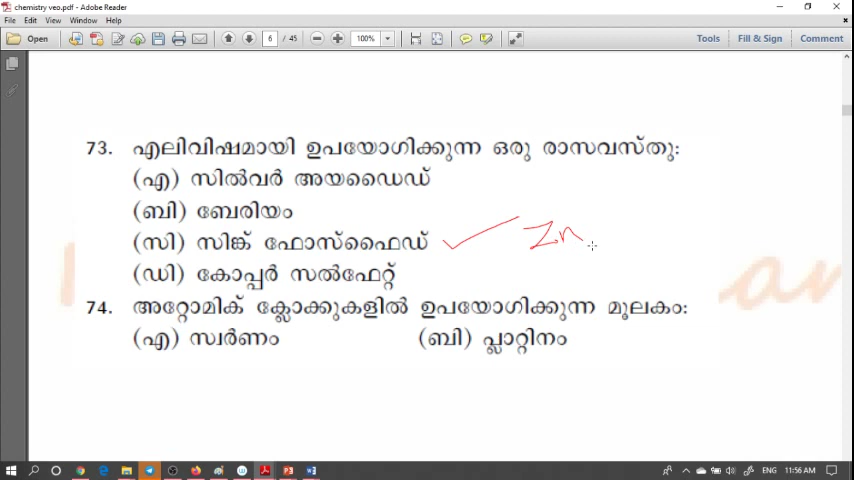 chemistry veo.pdf - Adobe Reader
File Edit View Window Help
Open 6 / 45 100% Tools Fill & Sign Comment
73. എലിവിഷമായി ഉപയോഗിക്കുന്ന ഒരു രാസവസ്തു:
(എ) സിൽവർ അയഡൈഡ്
(ബി) ബേരിയം
(സി) സിങ്ക് ഫോസ്ഫൈഡ് Zn
(ഡി) കോപ്പർ സൽഫേറ്റ്
74. അറ്റോമിക് ക്ലോക്കുകളിൽ ഉപയോഗിക്കുന്ന മൂലകം:
(എ) സ്വർണം (ബി) പ്ലാറ്റിനം
ENG 11:56 AM